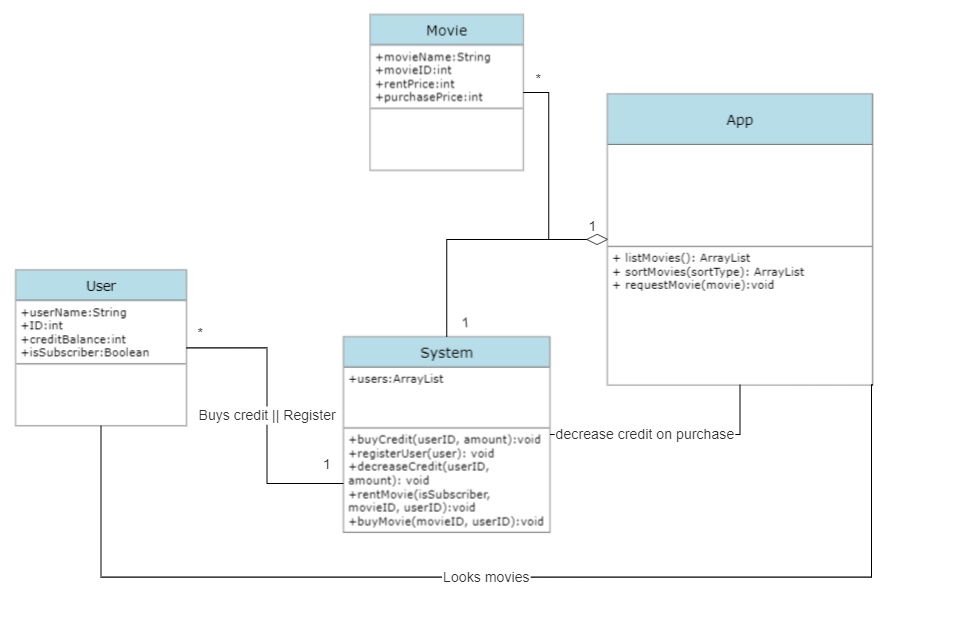 Movie
+movieName:String
+movieID:int
+rentPrice:int
+purchasePrice:int
*
App
1
+ listMovies(): ArrayList
+ sortMovies(sortType): ArrayList
+ requestMovie(movie):void
User
+userName:String
+ID:int
+creditBalance:int
+isSubscriber:Boolean
*
1
System
+users:ArrayList
Buys credit || Register
1
+buyCredit(userID, amount):void
+registerUser(user): void
+decreaseCredit(userID,
amount): void
+rentMovie(isSubscriber,
movieID, userID):void
+buyMovie(movieID, userID):void
decrease credit on purchase
Looks movies